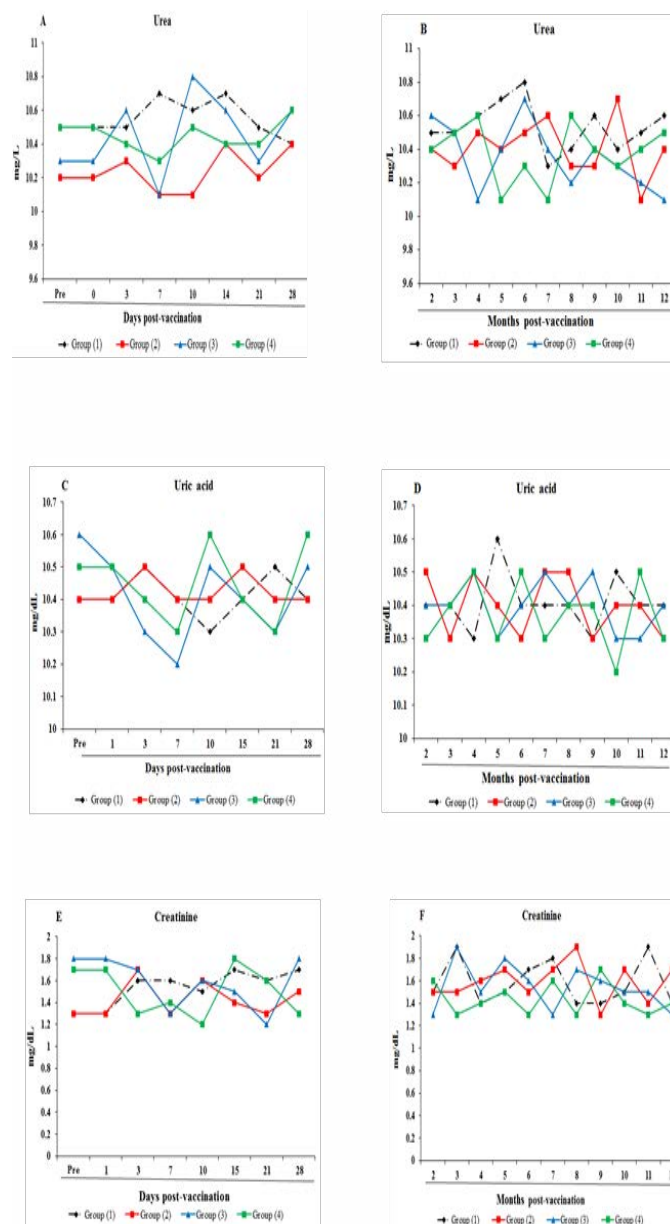 A
Urea
11
10.8
10.6
10.4
10.2
10
9.8
9.6
mg/L
Pre 0 3 7 10 14 21 28
Days post-vaccination
Group (1) Group (2) Group (3) Group (4)
B
Urea
11
10.8
10.6
10.4
10.2
10
9.8
9.6
mg/L
2 3 4 5 6 7 8 9 10 11 12
Months post-vaccination
Group (1) Group (2) Group (3) Group (4)
C
Uric acid
10.7
10.6
10.5
10.4
10.3
10.2
10.1
10
mg/dL
Pre 1 3 7 10 15 21 28
Days post-vaccination
Group (1) Group (2) Group (3) Group (4)
D
Uric acid
10.7
10.6
10.5
10.4
10.3
10.2
10.1
10
mg/dL
2 3 4 5 6 7 8 9 10 11 12
Months post-vaccination
Group (1) Group (2) Group (3) Group (4)
E
Creatinine
2
1.8
1.6
1.4
1.2
1
0.8
0.6
0.4
0.2
0
mg/dL
Pre 1 3 7 10 15 21 28
Days post-vaccination
Group (1) Group (2) Group (3) Group (4)
F
Creatinine
2
1.8
1.6
1.4
1.2
1
0.8
0.6
0.4
0.2
0
mg/dL
2 3 4 5 6 7 8 9 10 11
Months post-vaccination
Group (1) Group (2) Group (3) Group (4)